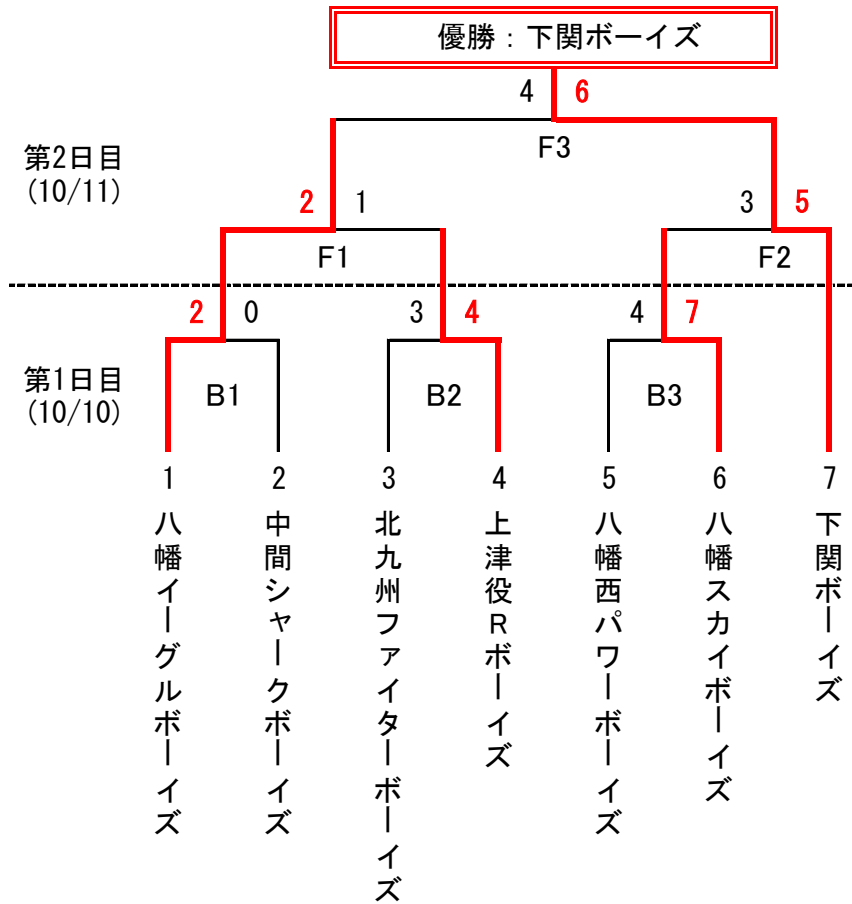 優勝：下関ボーイズ
4 6
F3
第2日目
(10/11)
2 1 3 5
F1 F2
2 0 3 4 4 7
第1日目
(10/10)
B1 B2 B3
1 2 3 4 5 6 7
八幡イーグルボーイズ
中間シャークボーイズ
北九州ファイターボーイズ
上津役Rボーイズ
八幡西パワーボーイズ
八幡スカイボーイズ
下関ボーイズ